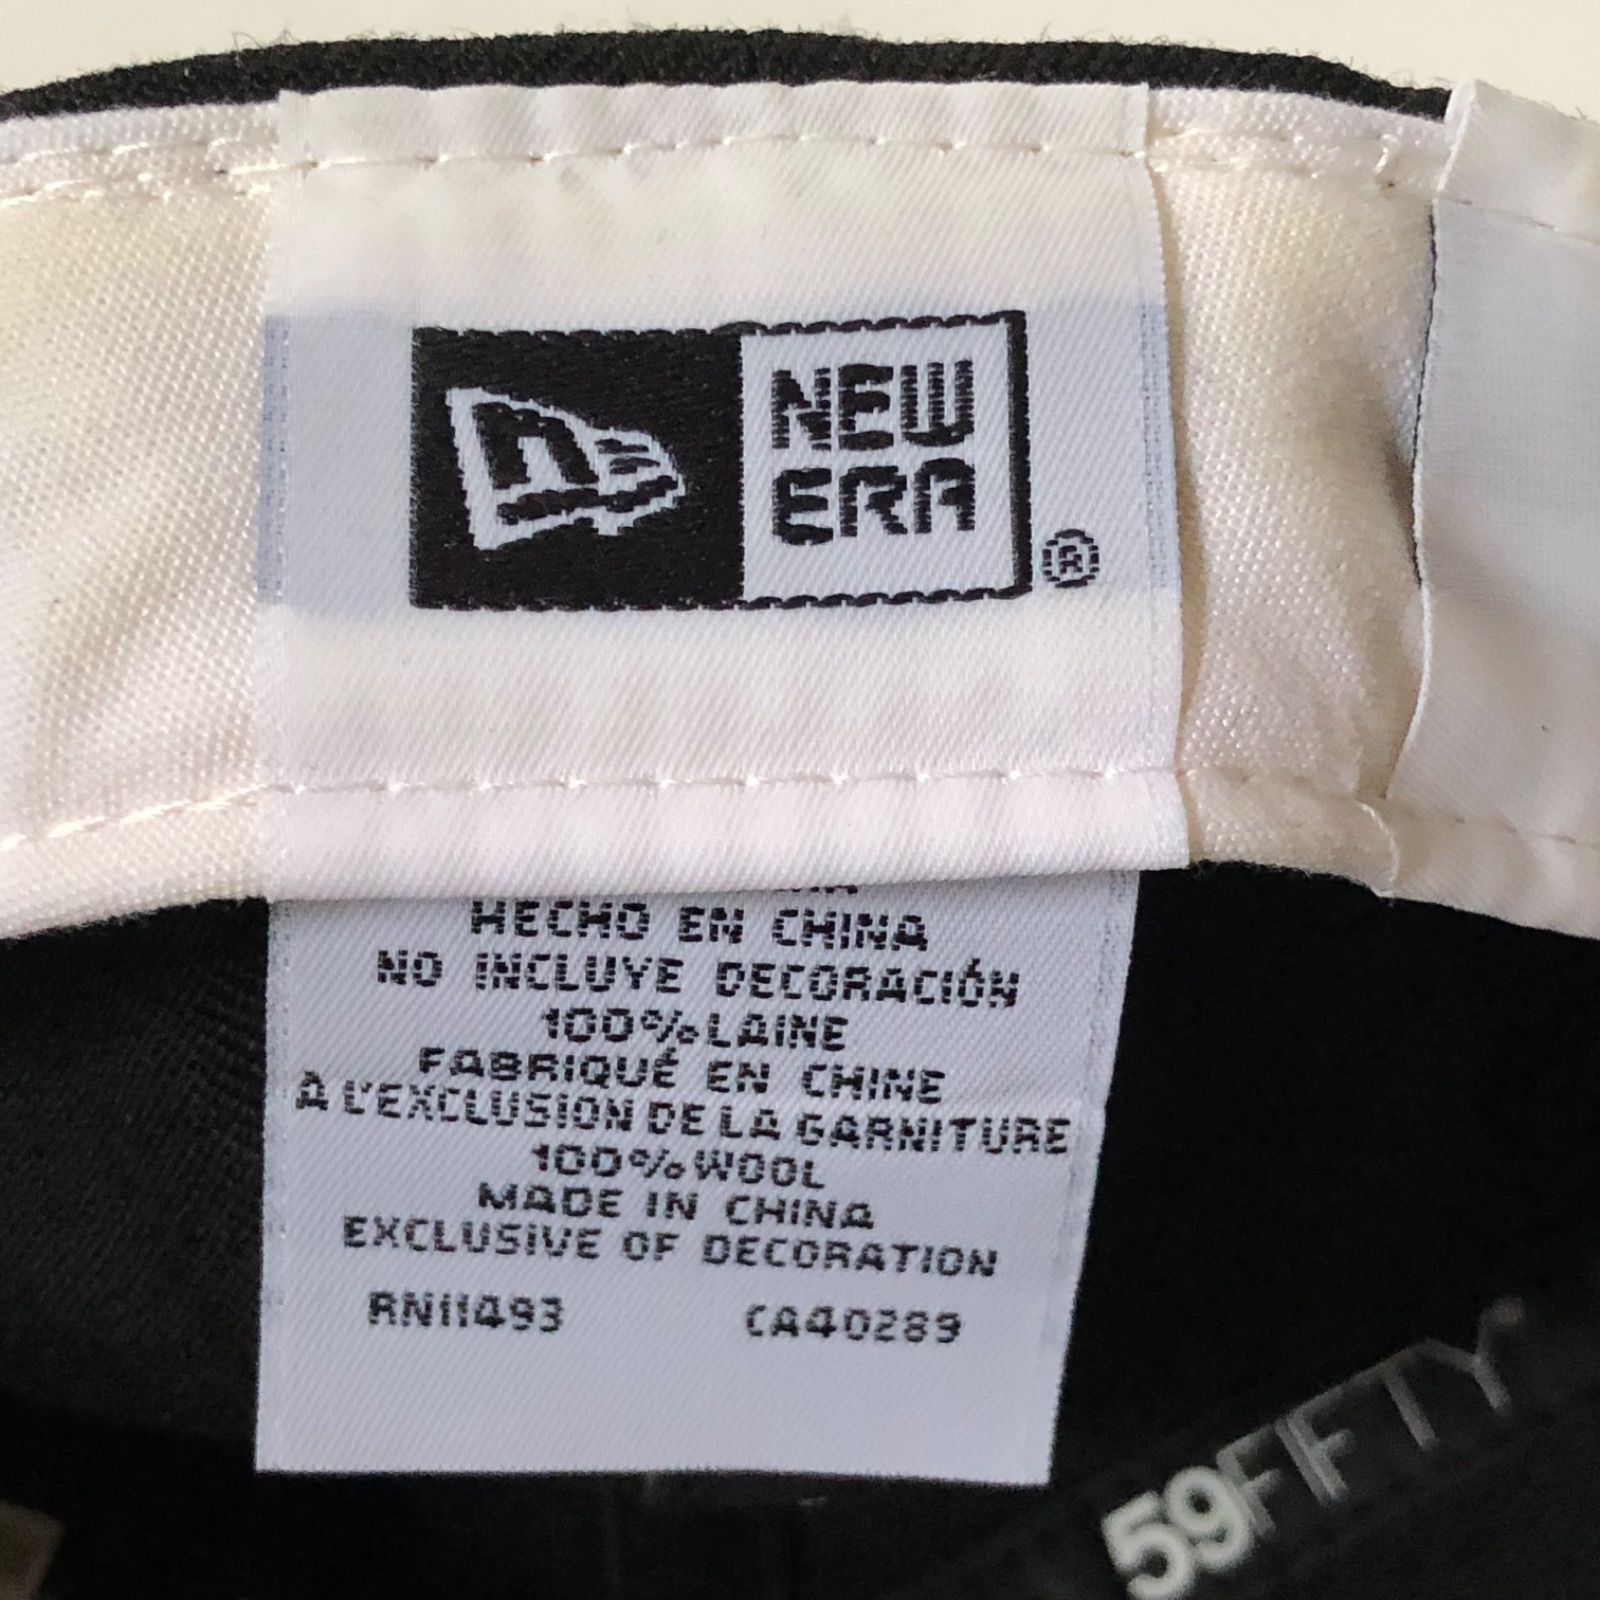 NEW
ERA
®
HECHO EN CHINA
NO INCLUYE DECORACIÓN
100% LAINE
FABRIQUÉ EN CHINE
À L'EXCLUSION DE LA GARNITURE
100% WOOL
MADE IN CHINA
EXCLUSIVE OF DECORATION
RN11493 CA40289
59FIFTY